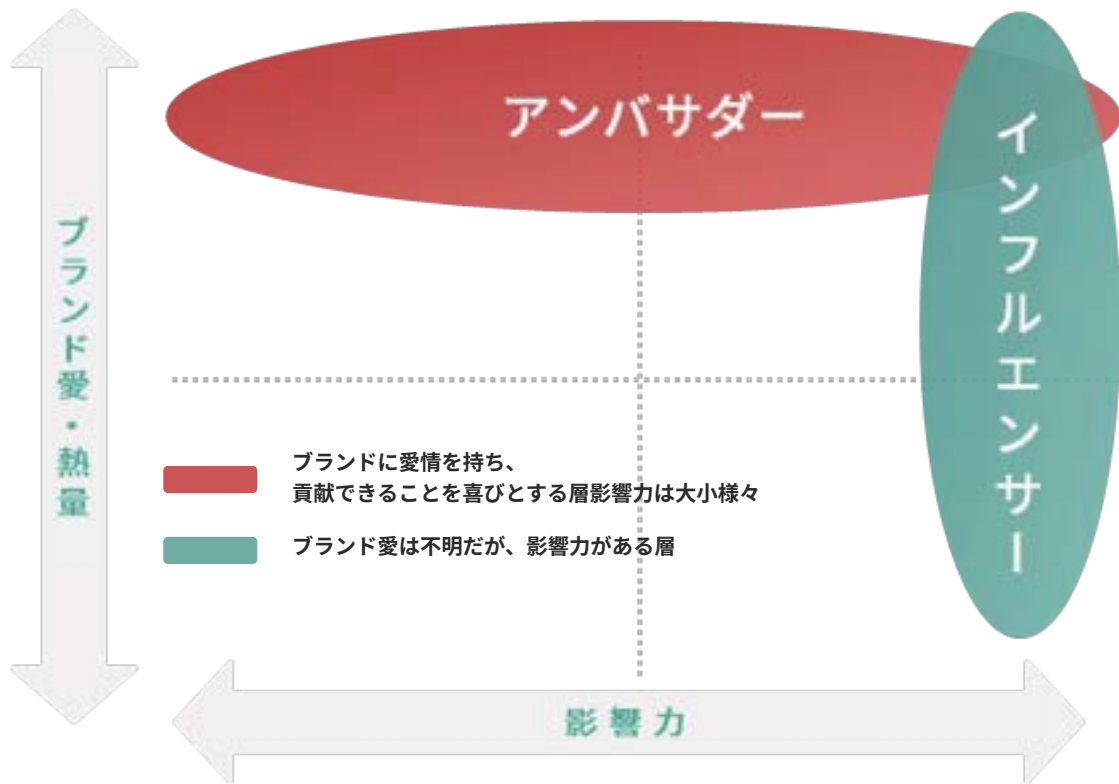 アンバサダー
インフルエンサー
ブランド愛・熱量
ブランドに愛情を持ち、
貢献できることを喜びとする層影響力は大小様々
ブランド愛は不明だが、影響力がある層
影響力